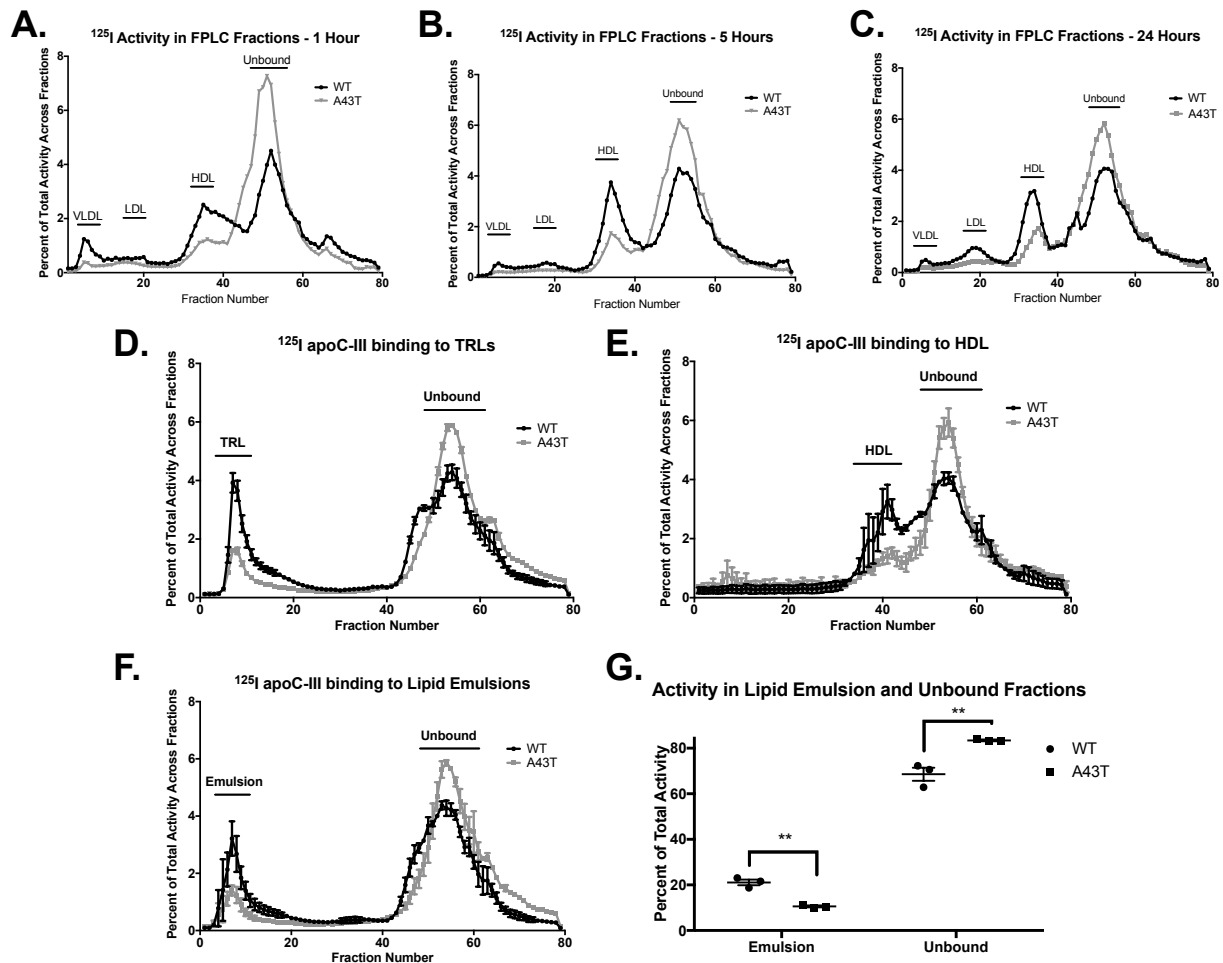 A.
¹²⁵I Activity in FPLC Fractions - 1 Hour
Percent of Total Activity Across Fractions
8
6
4
2
0
VLDL
LDL
HDL
Unbound
WT
A43T
20
40
60
80
Fraction Number
B.
¹²⁵I Activity in FPLC Fractions - 5 Hours
Percent of Total Activity Across Fractions
8
6
4
2
0
VLDL
LDL
HDL
Unbound
WT
A43T
0
20
40
60
80
Fraction Number
C.
¹²⁵I Activity in FPLC Fractions - 24 Hours
Percent of Total Activity Across Fractions
8
6
4
2
0
VLDL
LDL
HDL
Unbound
WT
A43T
0
20
40
60
80
Fraction Number
D.
¹²⁵I apoC-III binding to TRLs
Percent of Total Activity Across Fractions
8
6
4
2
0
TRL
Unbound
WT
A43T
0
20
40
60
80
Fraction Number
E.
¹²⁵I apoC-III binding to HDL
Percent of Total Activity Across Fractions
8
6
4
2
0
HDL
Unbound
WT
A43T
0
20
40
60
80
Fraction Number
F.
¹²⁵I apoC-III binding to Lipid Emulsions
Percent of Total Activity Across Fractions
8
6
4
2
0
Emulsion
Unbound
WT
A43T
0
20
40
60
80
Fraction Number
G.
Activity in Lipid Emulsion and Unbound Fractions
Percent of Total Activity
80
60
40
20
0
**
**
WT
A43T
Emulsion
Unbound